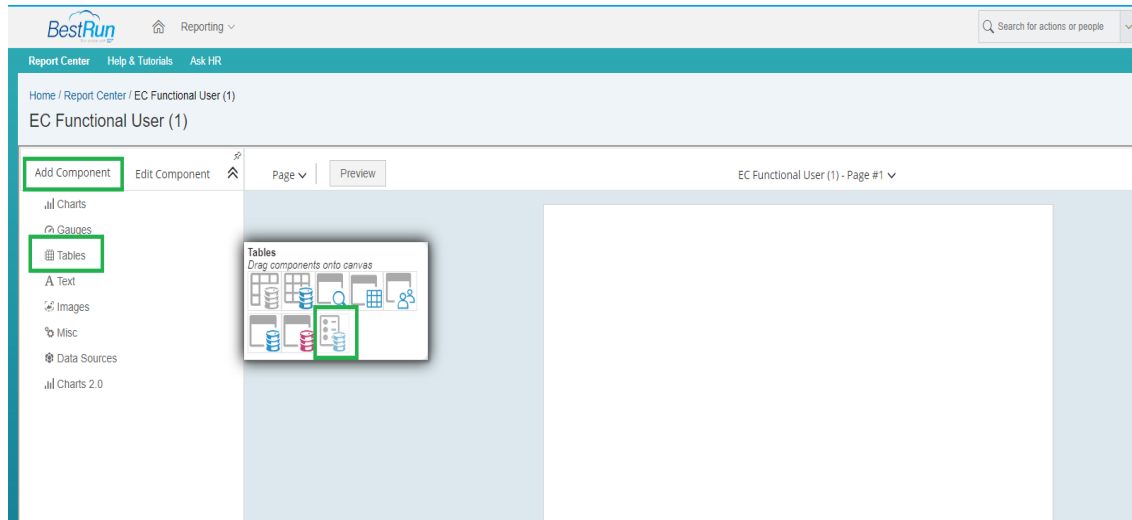 BestRun
Reporting
Search for actions or people
Report Center Help & Tutorials Ask HR
Home / Report Center / EC Functional User (1)
EC Functional User (1)
Add Component Edit Component
Page Preview
EC Functional User (1) - Page #1
Charts
Gauges
Tables
Text
Images
Misc
Data Sources
Charts 2.0
Tables
Drag components onto canvas